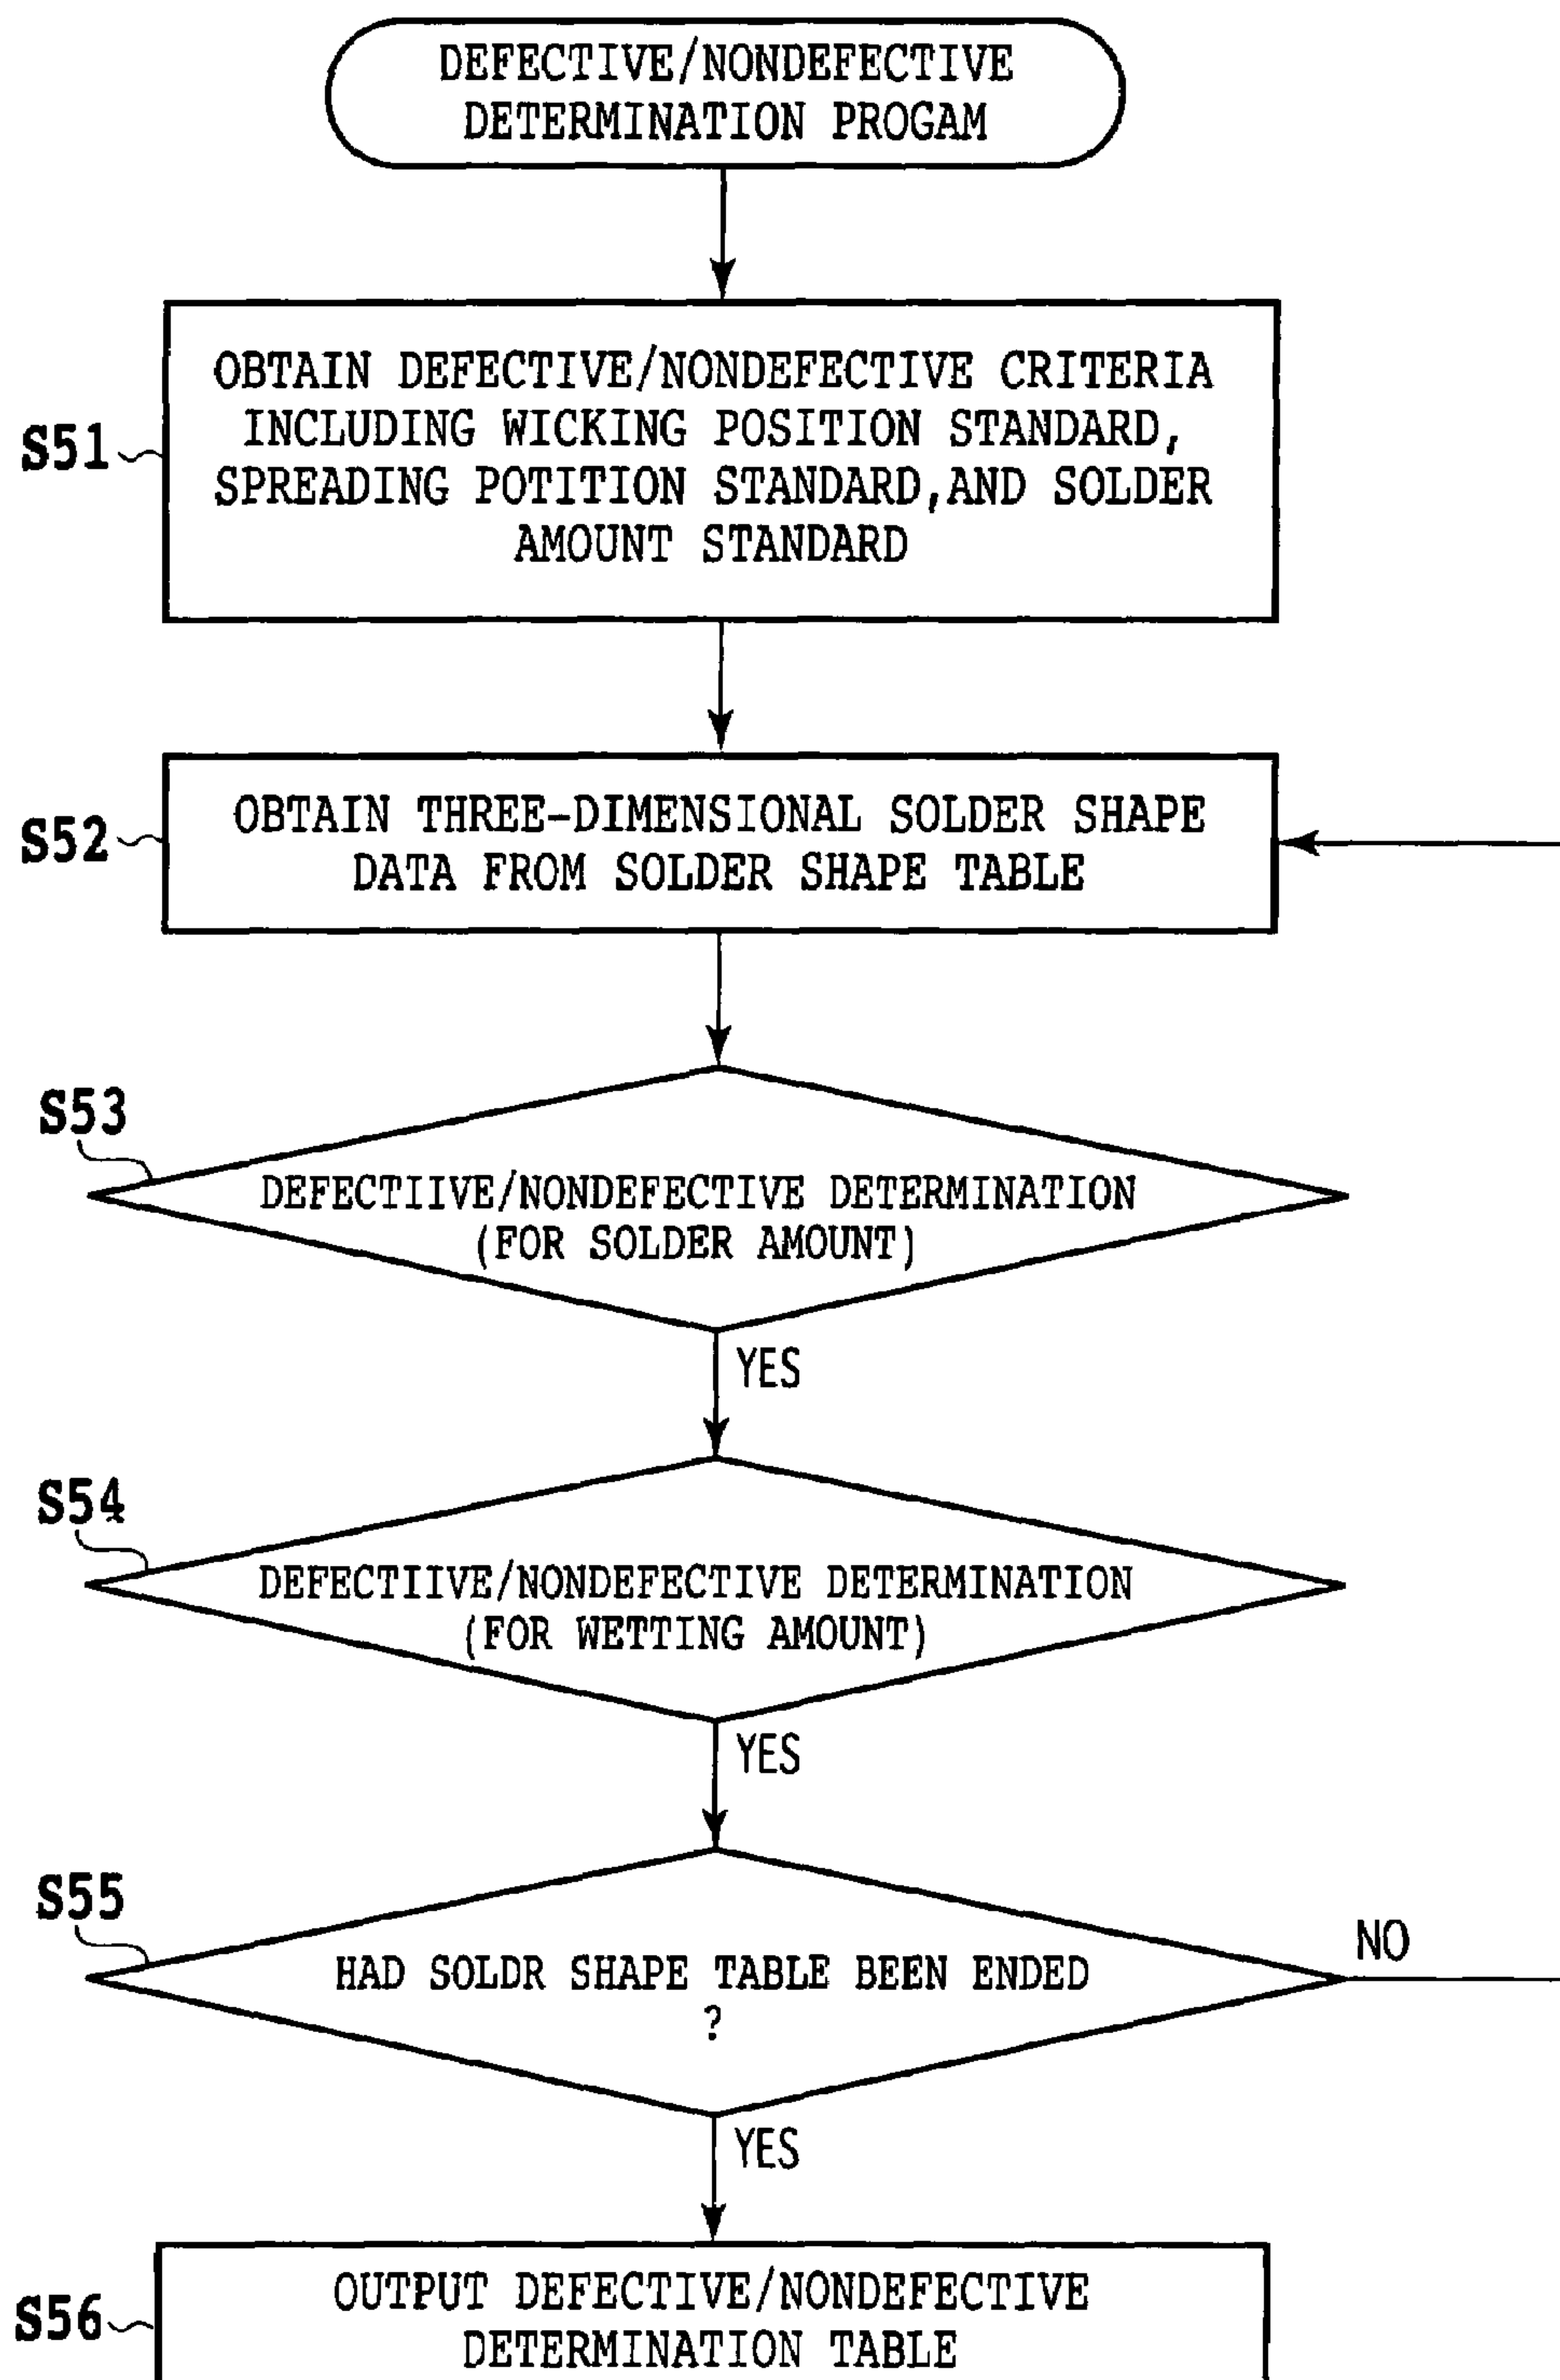 DEFECTIVE/NONDEFECTIVE
DETERMINATION PROGAM
S51
OBTAIN DEFECTIVE/NONDEFECTIVE CRITERIA
INCLUDING WICKING POSITION STANDARD,
SPREADING POTITION STANDARD,AND SOLDER
AMOUNT STANDARD
S52
OBTAIN THREE-DIMENSIONAL SOLDER SHAPE
DATA FROM SOLDER SHAPE TABLE
S53
DEFECTIIVE/NONDEFECTIVE DETERMINATION
(FOR SOLDER AMOUNT)
YES
S54
DEFECTIIVE/NONDEFECTIVE DETERMINATION
(FOR WETTING AMOUNT)
YES
S55
HAD SOLDR SHAPE TABLE BEEN ENDED
?
NO
YES
S56
OUTPUT DEFECTIVE/NONDEFECTIVE
DETERMINATION TABLE